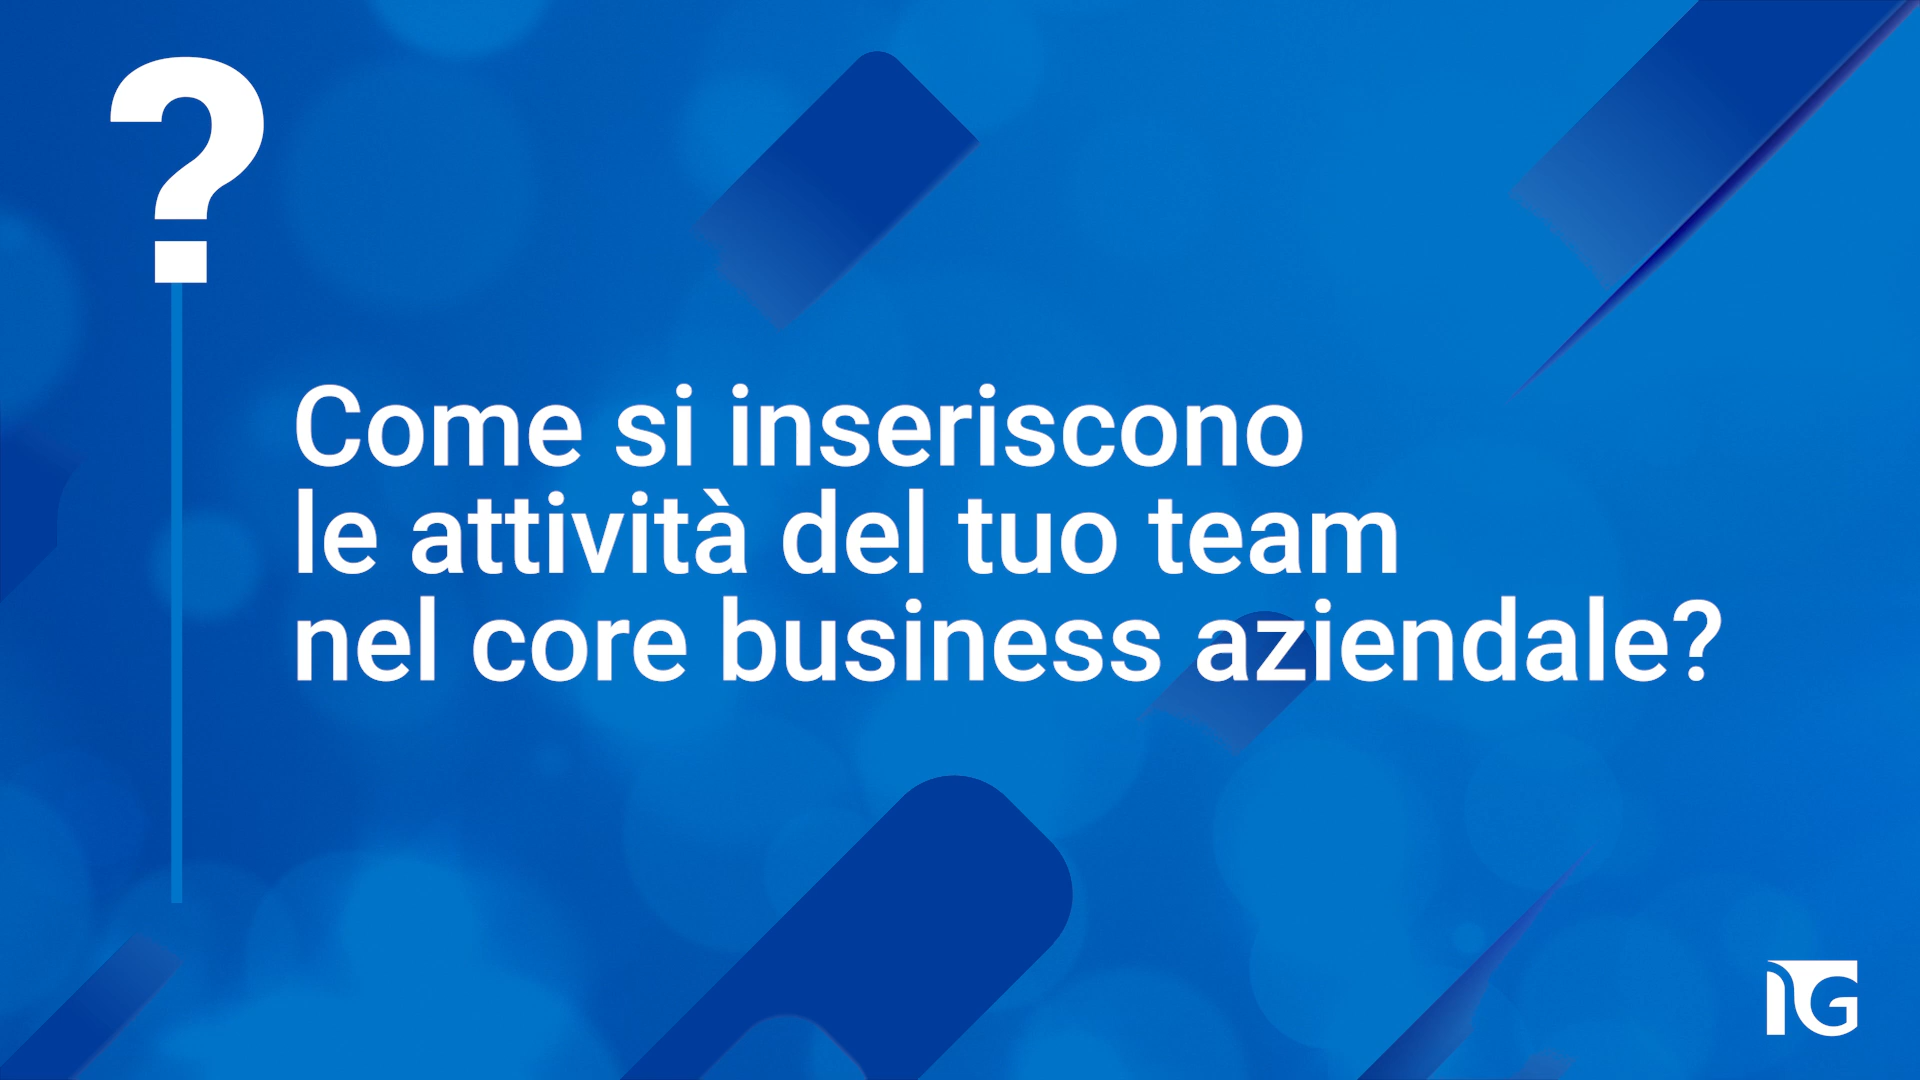 ?
Come si inseriscono
le attività del tuo team
nel core business aziendale?
IG